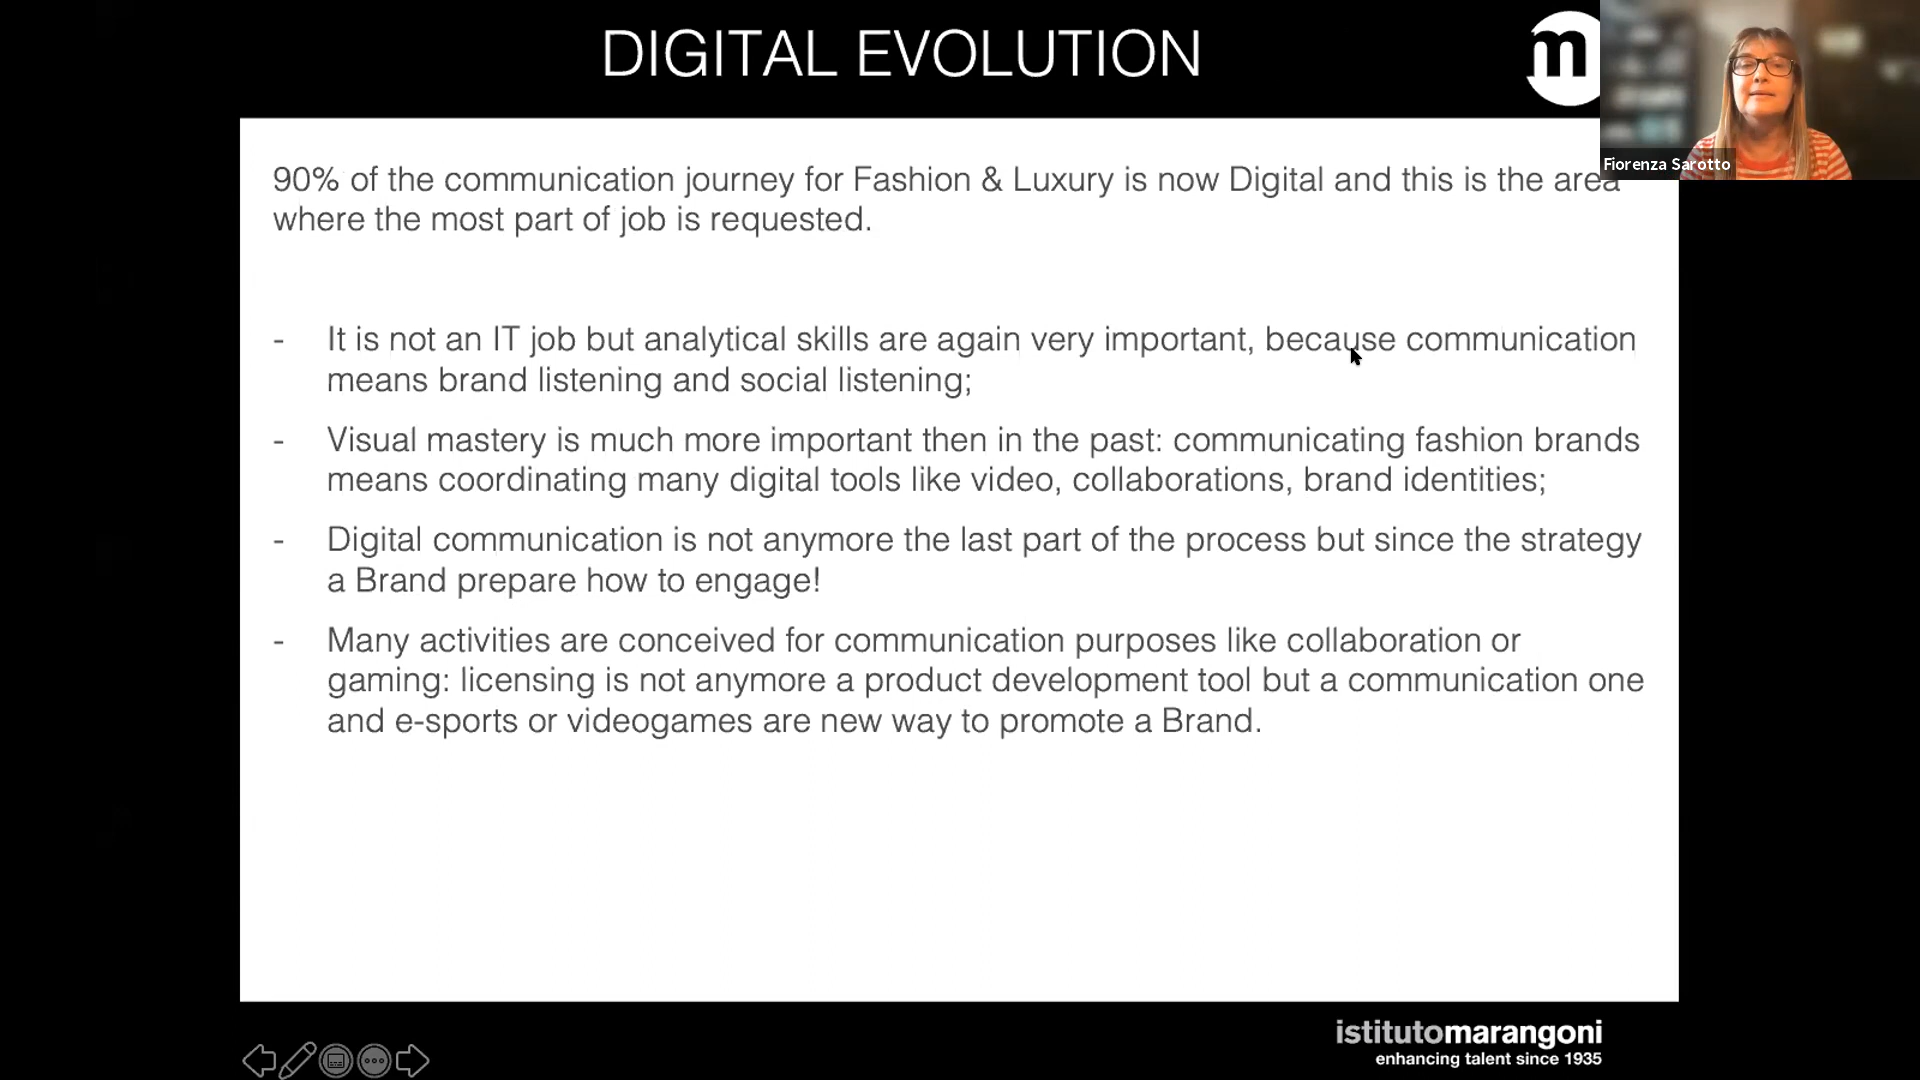 DIGITAL EVOLUTION
m
Fiorenza Sarotto
90% of the communication journey for Fashion & Luxury is now Digital and this is the area
where the most part of job is requested.
- It is not an IT job but analytical skills are again very important, because communication
means brand listening and social listening;
- Visual mastery is much more important then in the past: communicating fashion brands
means coordinating many digital tools like video, collaborations, brand identities;
- Digital communication is not anymore the last part of the process but since the strategy
a Brand prepare how to engage!
- Many activities are conceived for communication purposes like collaboration or
gaming: licensing is not anymore a product development tool but a communication one
and e-sports or videogames are new way to promote a Brand.
istitutomarangoni
enhancing talent since 1935